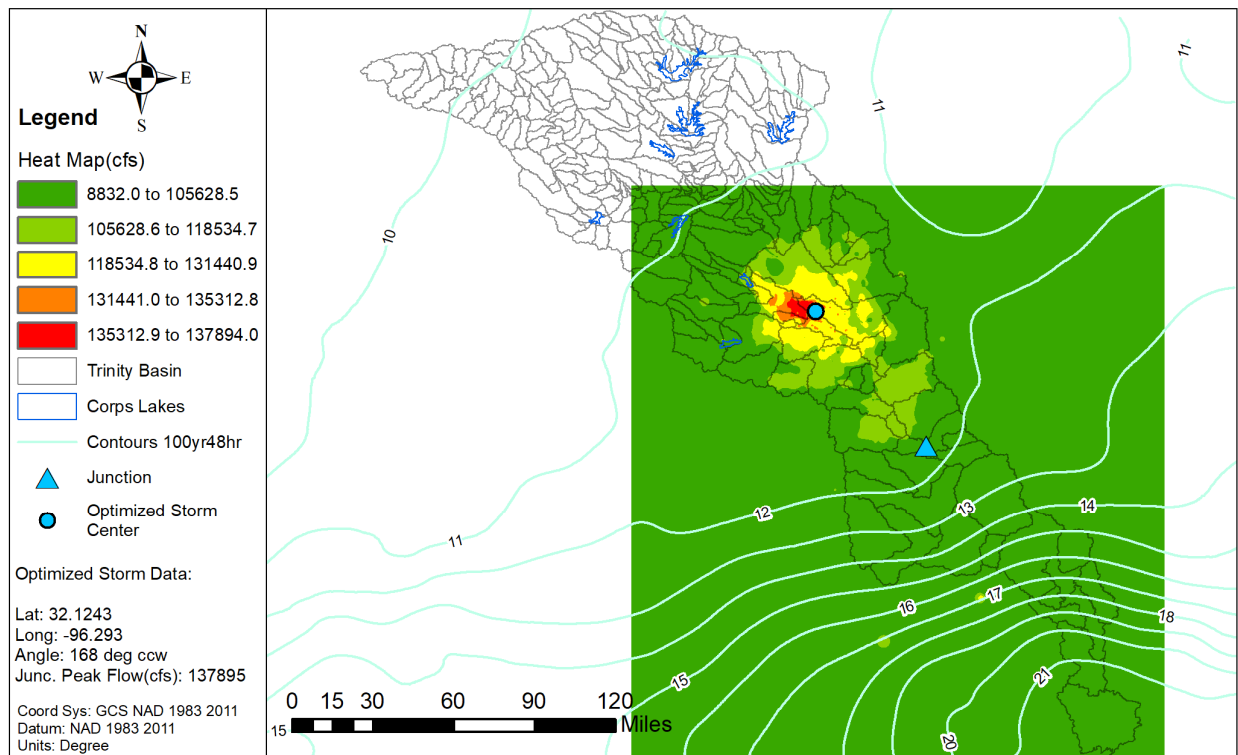 N
W E
S
Legend
Heat Map(cfs)
8832.0 to 105628.5
105628.6 to 118534.7
118534.8 to 131440.9
131441.0 to 135312.8
135312.9 to 137894.0
Trinity Basin
Corps Lakes
Contours 100yr48hr
Junction
Optimized Storm
Center
Optimized Storm Data:
Lat: 32.1243
Long: -96.293
Angle: 168 deg ccw
Junc. Peak Flow(cfs): 137895
Coord Sys: GCS NAD 1983 2011
Datum: NAD 1983 2011
Units: Degree
11
11
10
12
13
14
11
16
17
18
15
21
20
15
0 15 30 60 90 120
Miles